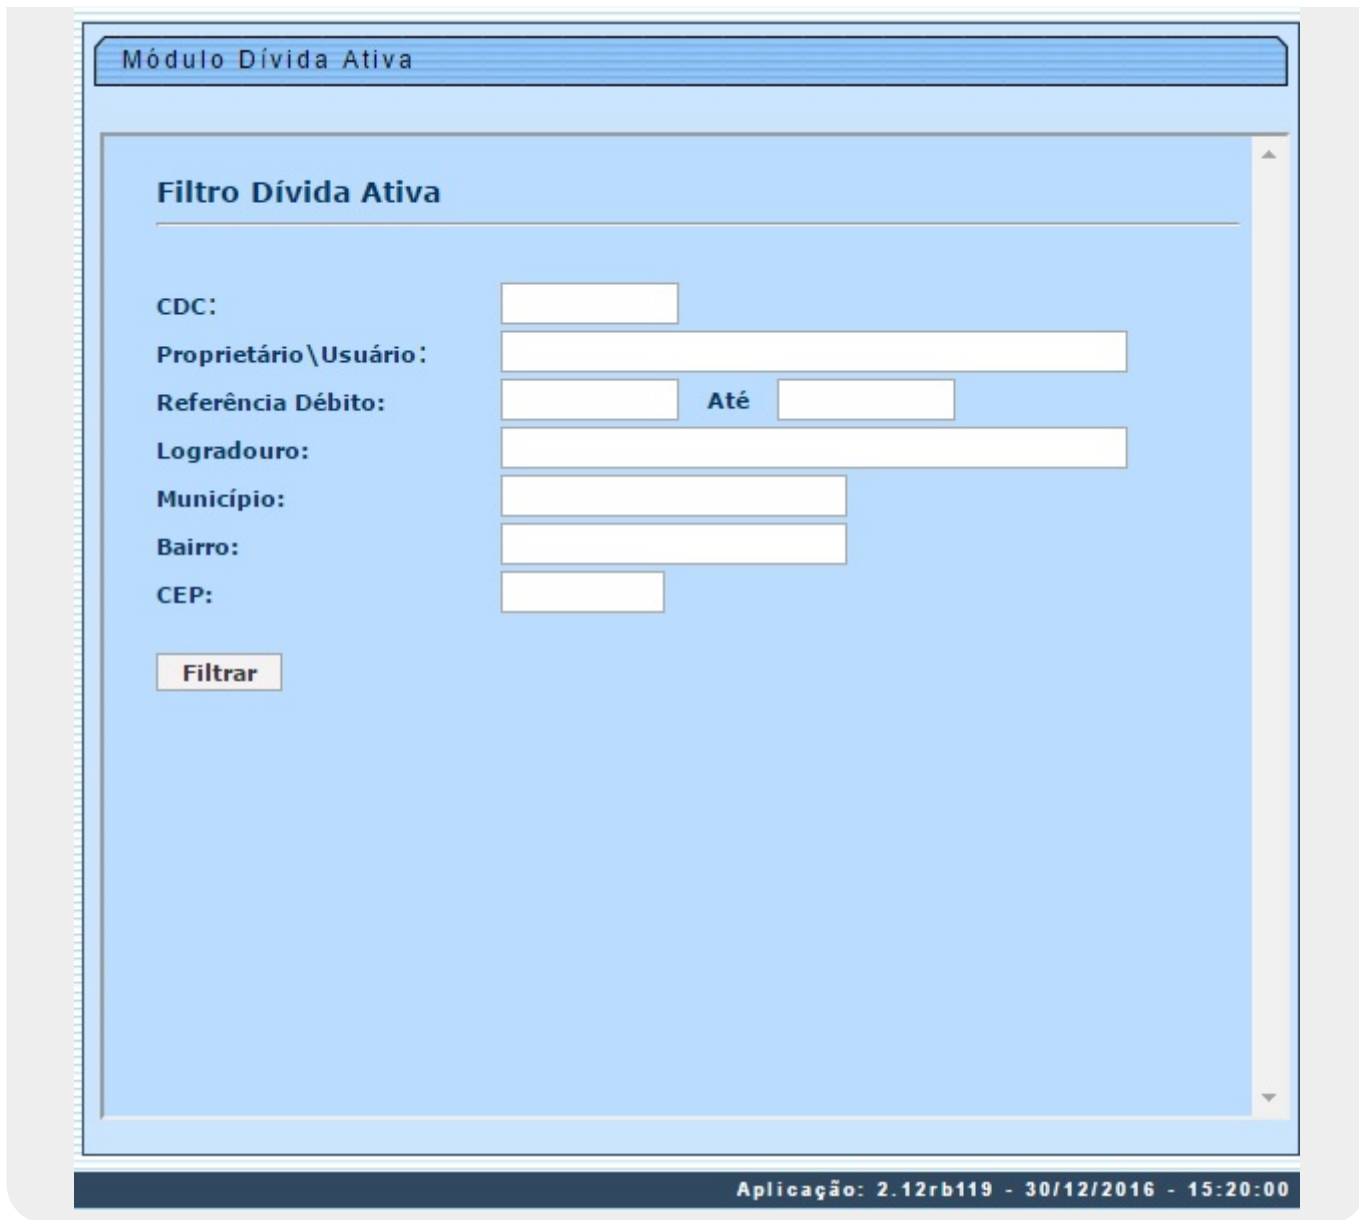 Módulo Dívida Ativa
Filtro Dívida Ativa
CDC:
Proprietário\Usuário:
Referência Débito: Até
Logradouro:
Município:
Bairro:
CEP:
Filtrar
Aplicação: 2.12rb119 - 30/12/2016 - 15:20:00